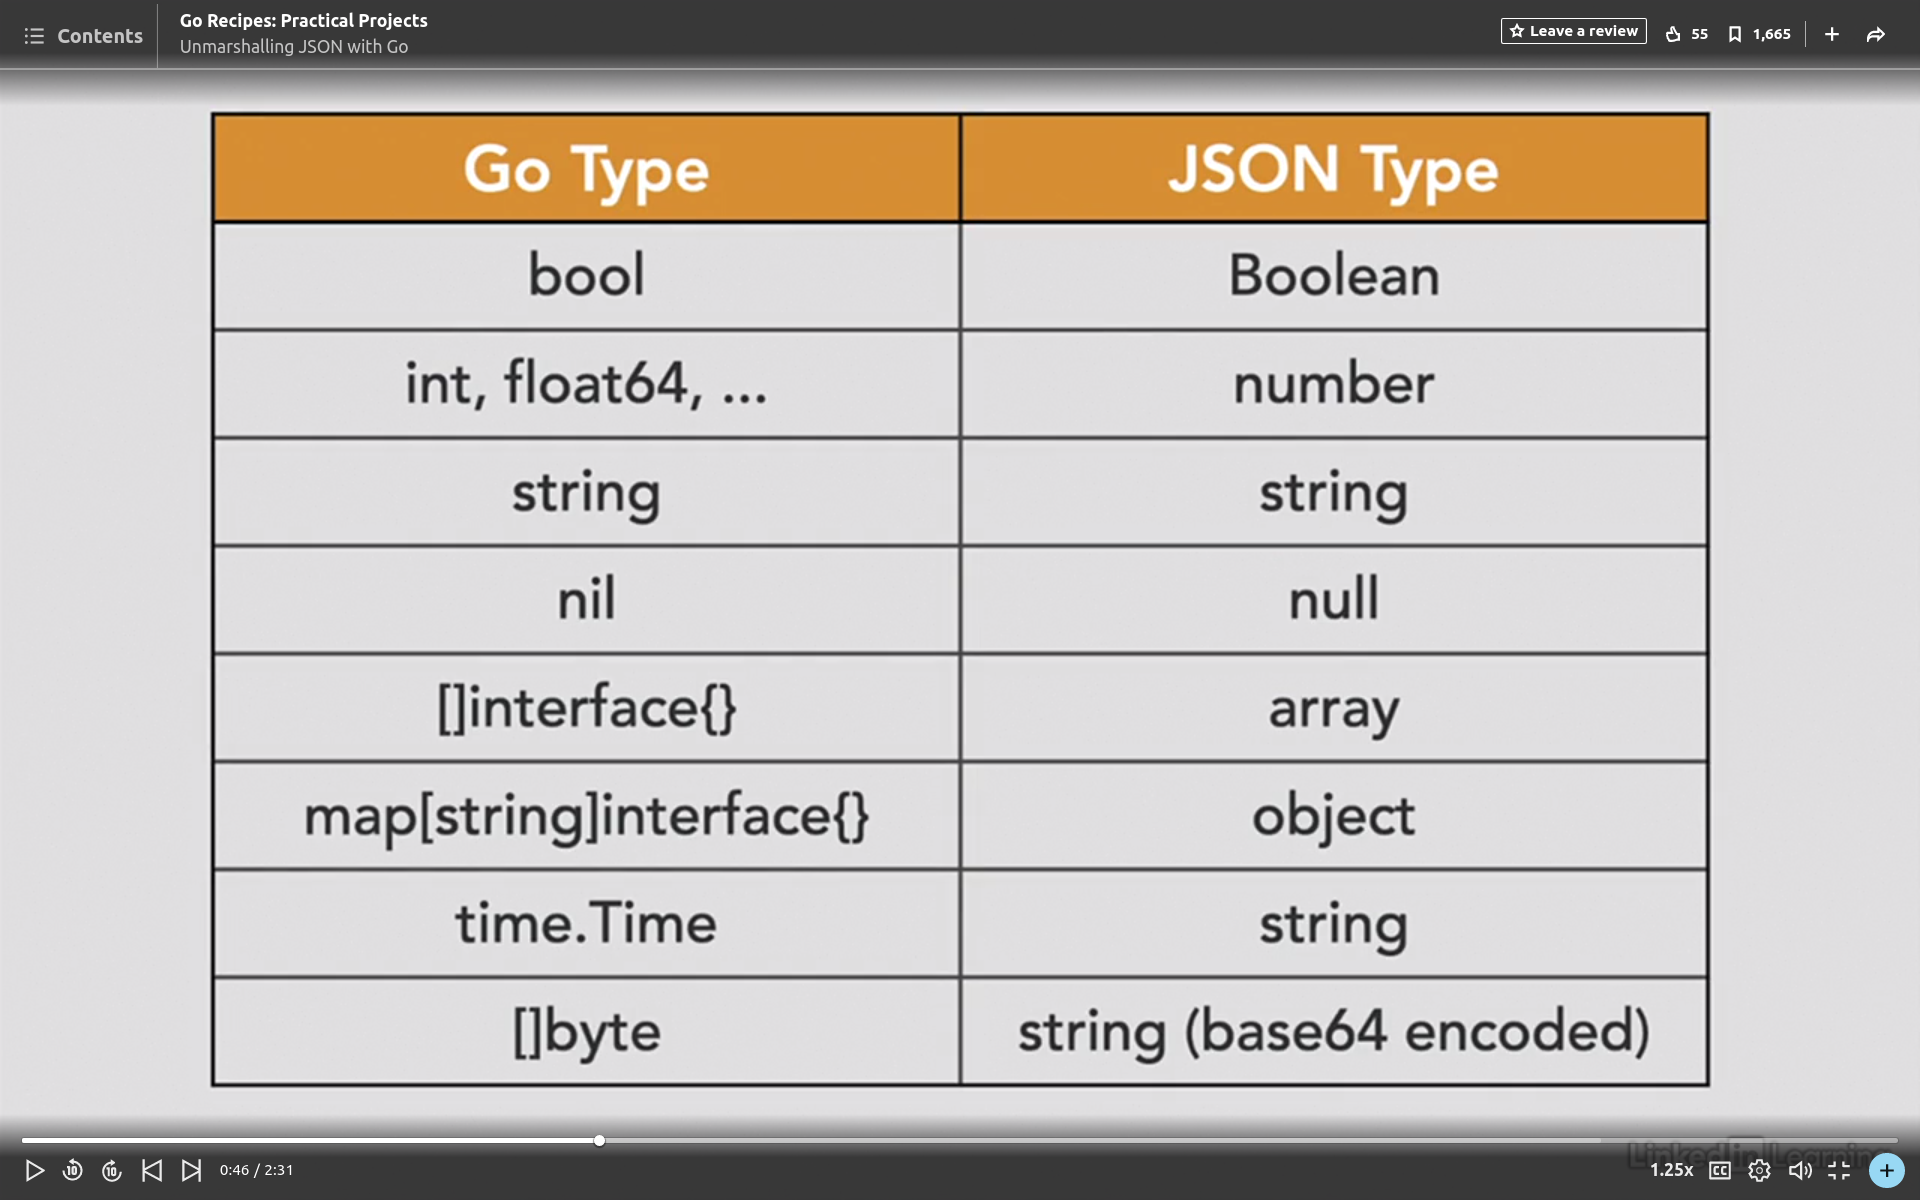 Contents
Go Recipes: Practical Projects
Unmarshalling JSON with Go
Leave a review 55 1,665
Go Type JSON Type
bool Boolean
int, float64, ... number
string string
nil null
[]interface{} array
map[string]interface{} object
time.Time string
[]byte string (base64 encoded)
LinkedIn Learning
10 10 0:46 / 2:31 1.25x CC